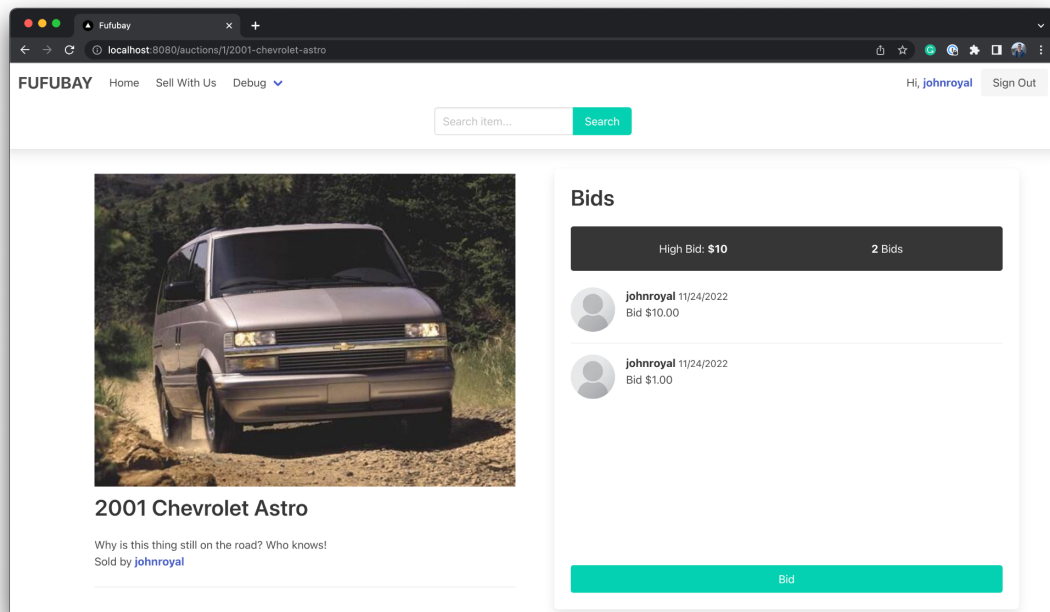 Fufubay
localhost:8080/auctions/1/2001-chevrolet-astro
FUFUBAY Home Sell With Us Debug Hi, johnroyal Sign Out
Search item... Search
Bids
High Bid: $10 2 Bids
johnroyal 11/24/2022
Bid $10.00
johnroyal 11/24/2022
Bid $1.00
2001 Chevrolet Astro
Why is this thing still on the road? Who knows!
Sold by johnroyal
Bid